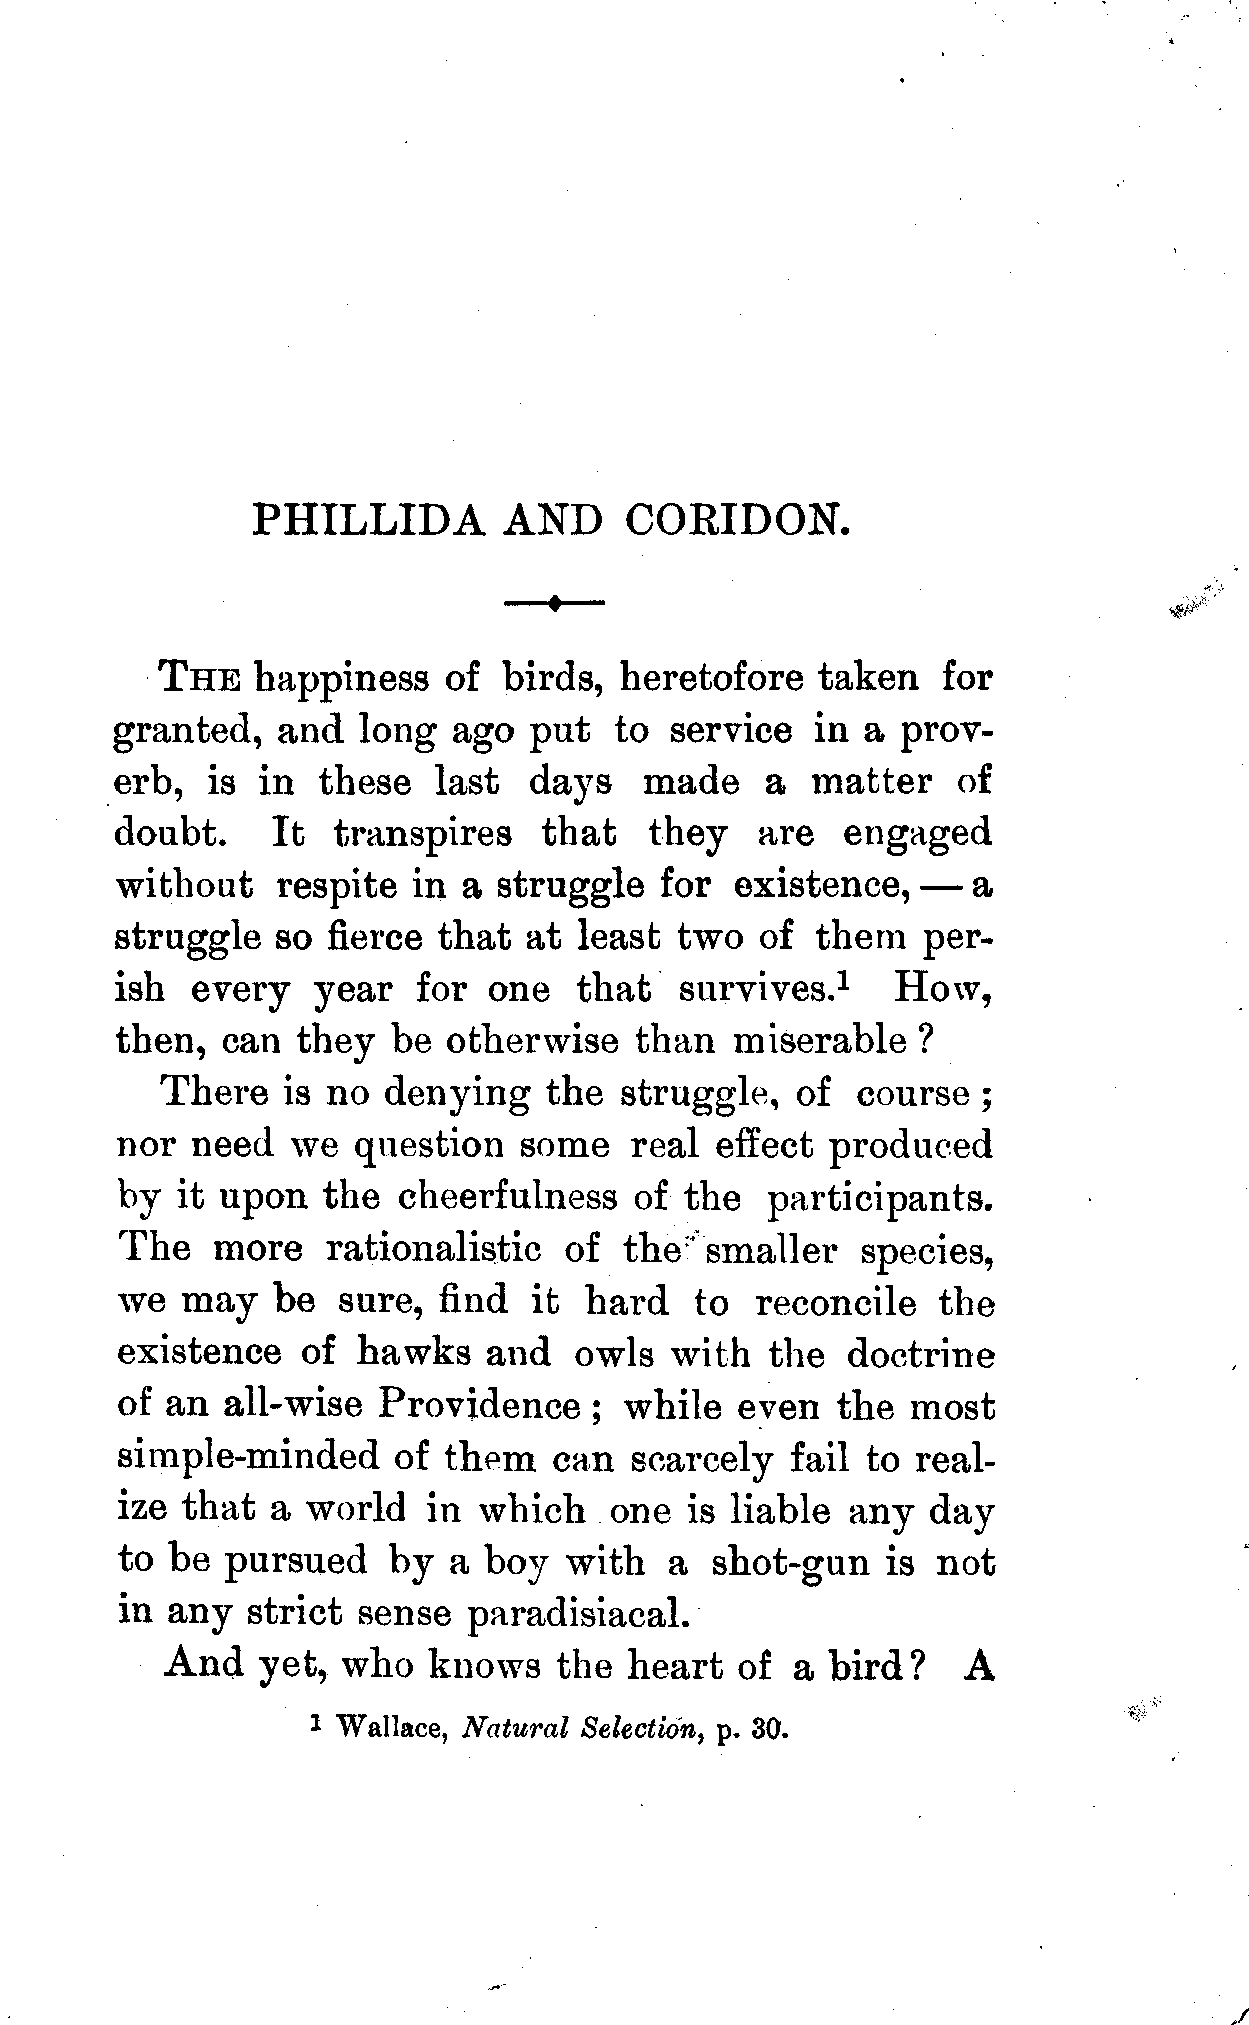 PHILLIDA AND CORIDON.
THE happiness of birds, heretofore taken for
granted, and long ago put to service in a prov-
erb, is in these last days made a matter of
doubt. It transpires that they are engaged
without respite in a struggle for existence, — a
struggle so fierce that at least two of them per-
ish every year for one that survives.¹ How,
then, can they be otherwise than miserable ?
There is no denying the struggle, of course ;
nor need we question some real effect produced
by it upon the cheerfulness of the participants.
The more rationalistic of the smaller species,
we may be sure, find it hard to reconcile the
existence of hawks and owls with the doctrine
of an all-wise Providence ; while even the most
simple-minded of them can scarcely fail to real-
ize that a world in which one is liable any day
to be pursued by a boy with a shot-gun is not
in any strict sense paradisiacal.
And yet, who knows the heart of a bird? A
¹ Wallace, Natural Selection, p. 30.